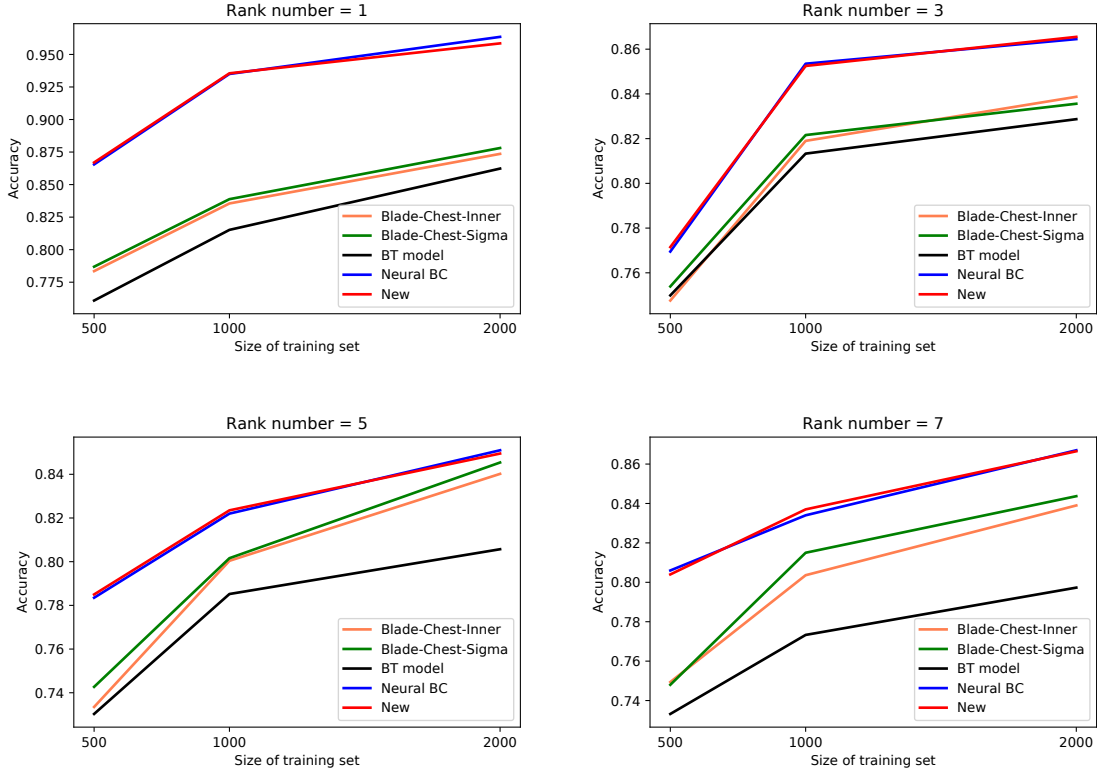 Rank number = 1
Accuracy
0.950
0.925
0.900
0.875
0.850
0.825
0.800
0.775
500
1000
2000
Size of training set
Blade-Chest-Inner
Blade-Chest-Sigma
BT model
Neural BC
New
Rank number = 3
Accuracy
0.86
0.84
0.82
0.80
0.78
0.76
500
1000
2000
Size of training set
Blade-Chest-Inner
Blade-Chest-Sigma
BT model
Neural BC
New
Rank number = 5
Accuracy
0.84
0.82
0.80
0.78
0.76
0.74
500
1000
2000
Size of training set
Blade-Chest-Inner
Blade-Chest-Sigma
BT model
Neural BC
New
Rank number = 7
Accuracy
0.86
0.84
0.82
0.80
0.78
0.76
0.74
500
1000
2000
Size of training set
Blade-Chest-Inner
Blade-Chest-Sigma
BT model
Neural BC
New